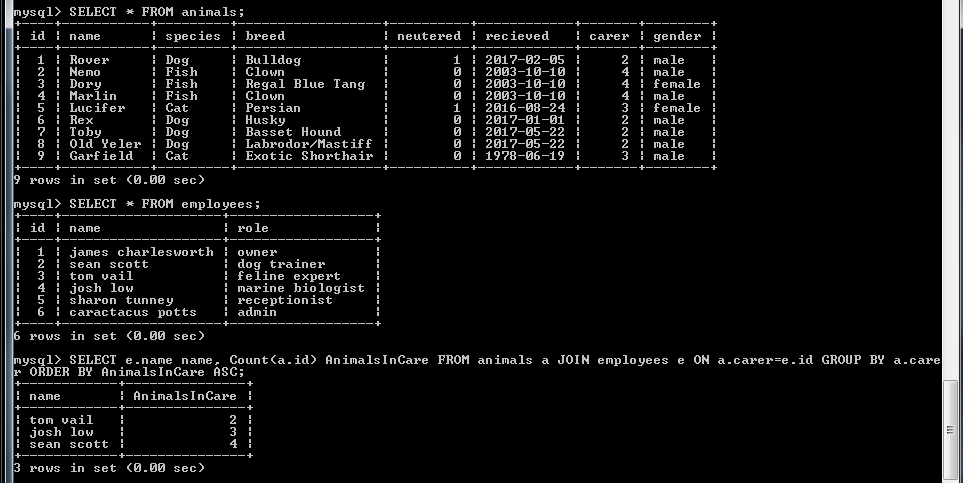 mysql> SELECT * FROM animals;
+----+-----------+---------+------------------+----------+------------+-------+--------+
| id | name      | species | breed            | neutered | recieved   | carer | gender |
+----+-----------+---------+------------------+----------+------------+-------+--------+
|  1 | Rover     | Dog     | Bulldog          |        1 | 2017-02-05 |     2 | male   |
|  2 | Nemo      | Fish    | Clown            |        0 | 2003-10-10 |     4 | male   |
|  3 | Dory      | Fish    | Regal Blue Tang  |        0 | 2003-10-10 |     4 | female |
|  4 | Marlin    | Fish    | Clown            |        0 | 2003-10-10 |     4 | male   |
|  5 | Lucifer   | Cat     | Persian          |        1 | 2016-08-24 |     3 | female |
|  6 | Rex       | Dog     | Husky            |        0 | 2017-01-01 |     2 | male   |
|  7 | Toby      | Dog     | Basset Hound     |        0 | 2017-05-22 |     2 | male   |
|  8 | Old Yeler | Dog     | Labrodor/Mastiff |        0 | 2017-05-22 |     2 | male   |
|  9 | Garfield  | Cat     | Exotic Shorthair |        0 | 1978-06-19 |     3 | male   |
+----+-----------+---------+------------------+----------+------------+-------+--------+
9 rows in set (0.00 sec)
mysql> SELECT * FROM employees;
+----+--------------------+------------------+
| id | name               | role             |
+----+--------------------+------------------+
|  1 | james charlesworth | owner            |
|  2 | sean scott         | dog trainer      |
|  3 | tom vail           | feline expert    |
|  4 | josh low           | marine biologist |
|  5 | sharon tunney      | receptionist     |
|  6 | caractacus potts   | admin            |
+----+--------------------+------------------+
6 rows in set (0.00 sec)
mysql> SELECT e.name name, Count(a.id) AnimalsInCare FROM animals a JOIN employees e ON a.carer=e.id GROUP BY a.care
r ORDER BY AnimalsInCare ASC;
+------------+---------------+
| name       | AnimalsInCare |
+------------+---------------+
| tom vail   |             2 |
| josh low   |             3 |
| sean scott |             4 |
+------------+---------------+
3 rows in set (0.00 sec)